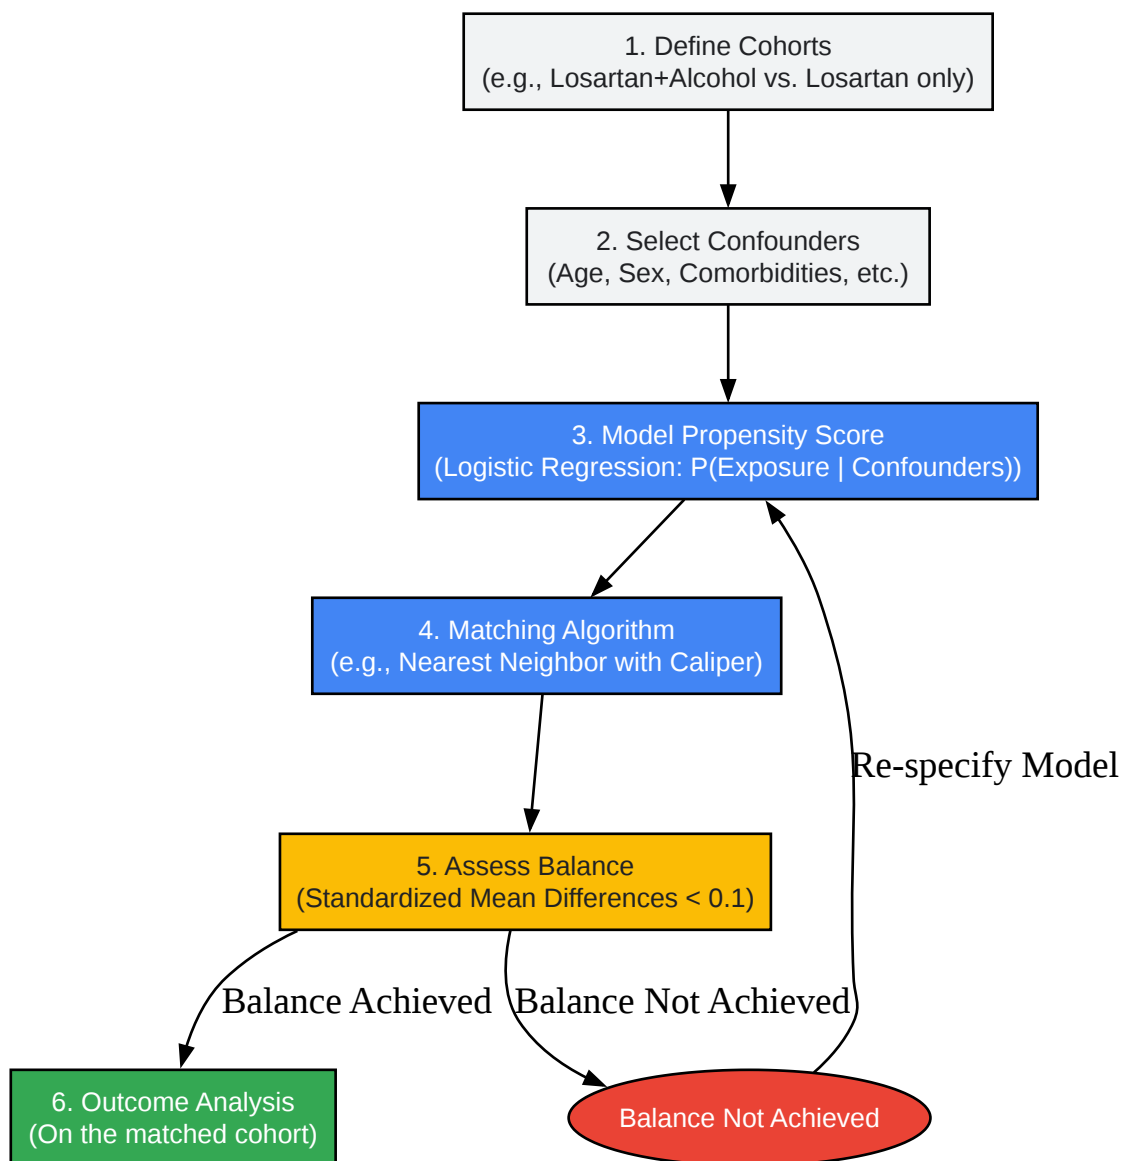 1. Define Cohorts
(e.g., Losartan+Alcohol vs. Losartan only)
2. Select Confounders
(Age, Sex, Comorbidities, etc.)
3. Model Propensity Score
(Logistic Regression: P(Exposure | Confounders))
4. Matching Algorithm
(e.g., Nearest Neighbor with Caliper)
Re-specify Model
5. Assess Balance
(Standardized Mean Differences < 0.1)
Balance Achieved
Balance Not Achieved
6. Outcome Analysis
(On the matched cohort)
Balance Not Achieved